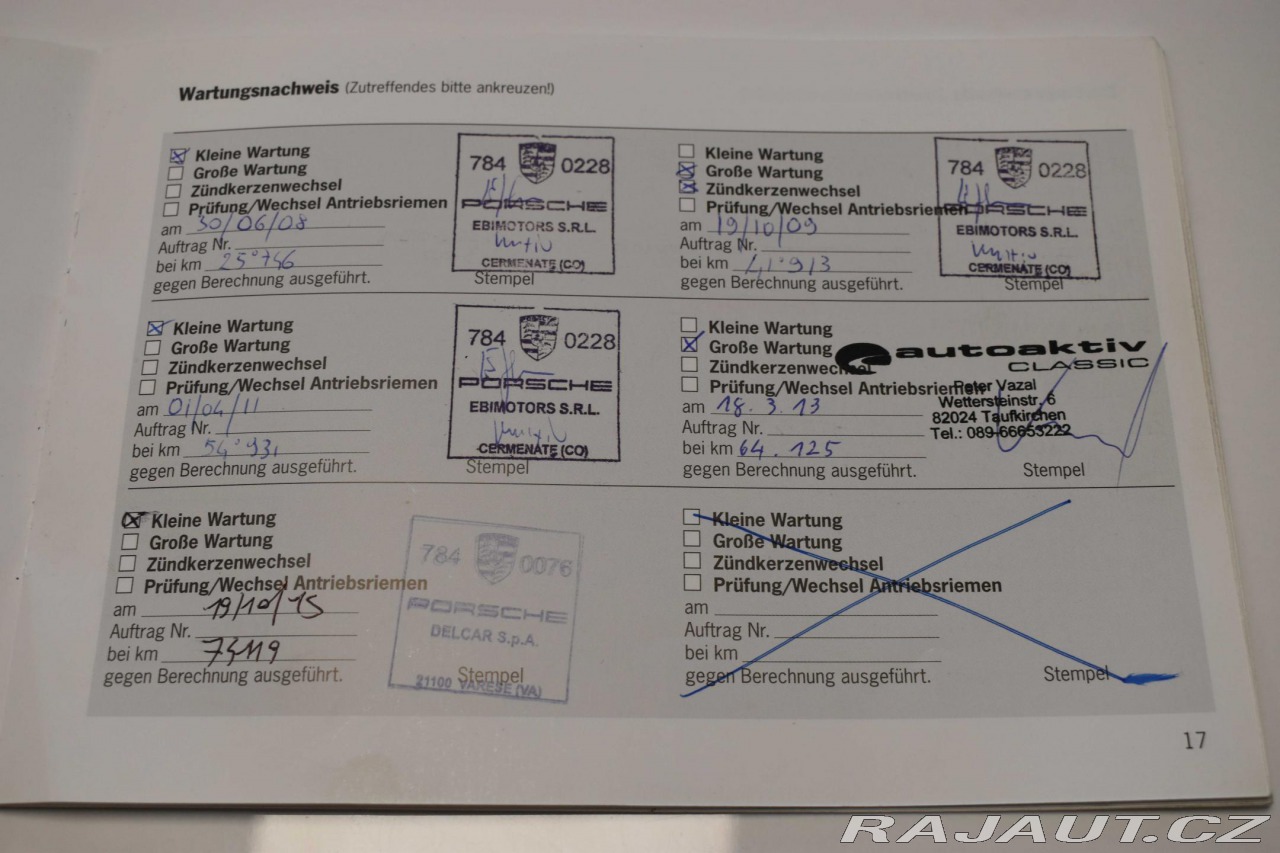 Wartungsnachweis (Zutreffendes bitte ankreuzen!)
Kleine Wartung
Große Wartung
Zündkerzenwechsel
Prüfung/Wechsel Antriebsriemen
am 30/06/08
Auftrag Nr.
bei km 25°746
gegen Berechnung ausgeführt.
784 0228
PORSCHE
EBIMOTORS S.R.L.
CERMENATE (CO)
Stempel
Kleine Wartung
Große Wartung
Zündkerzenwechsel
Prüfung/Wechsel Antriebsriemen
am 19/10/09
Auftrag Nr.
bei km 41°913
gegen Berechnung ausgeführt.
784 0228
PORSCHE
EBIMOTORS S.R.L.
CERMENATE (CO)
Stempel
Kleine Wartung
Große Wartung
Zündkerzenwechsel
Prüfung/Wechsel Antriebsriemen
am 01/04/11
Auftrag Nr.
bei km 54°931
gegen Berechnung ausgeführt.
784 0228
PORSCHE
EBIMOTORS S.R.L.
CERMENATE (CO)
Stempel
Kleine Wartung
Große Wartung
Zündkerzenwechsel
Prüfung/Wechsel Antriebsriemen
am 18.3.13
Auftrag Nr.
bei km 64.125
gegen Berechnung ausgeführt.
autoaktiv
CLASSIC
Peter Vazal
Wettersteinstr. 6
82024 Taufkirchen
Tel.: 089-66653222
Stempel
Kleine Wartung
Große Wartung
Zündkerzenwechsel
Prüfung/Wechsel Antriebsriemen
am 19/10/15
Auftrag Nr.
bei km 73119
gegen Berechnung ausgeführt.
784 0076
PORSCHE
DELCAR S.p.A.
Stempel
21100 VARESE (VA)
Kleine Wartung
Große Wartung
Zündkerzenwechsel
Prüfung/Wechsel Antriebsriemen
am
Auftrag Nr.
bei km
gegen Berechnung ausgeführt.
Stempel
17
RAJAUT.CZ